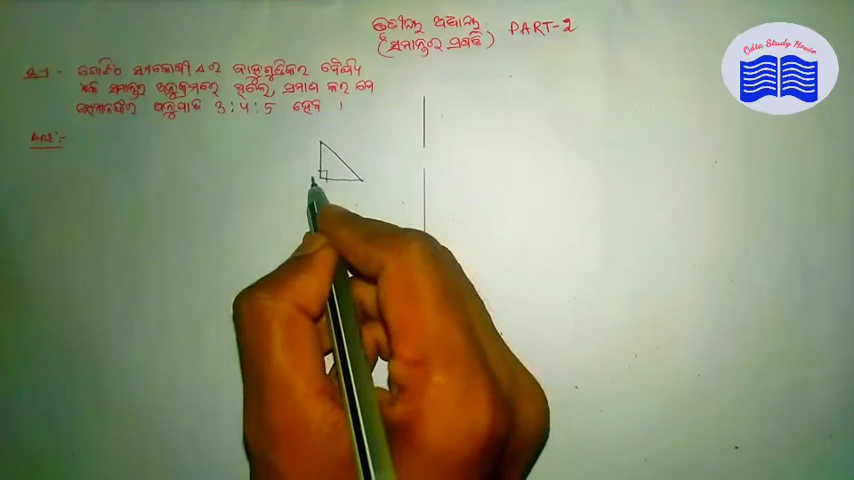 ତୃତୀୟ ଅଧ୍ୟାୟ PART-2
(ସମାନ୍ତର ପ୍ରଗତି)
Q-1. ଗୋଟିଏ ସମକୋଣୀ Δ ର ବାହୁଗୁଡ଼ିକର ଦୈର୍ଘ୍ୟ
ଏକ ସମାନ୍ତର ଅନୁକ୍ରମରେ ଥିଲେ, ପ୍ରମାଣ କର ଯେ
ସେମାନଙ୍କର ଅନୁପାତ 3:4:5 ହେବ ।
Ans:-
Odia Study House